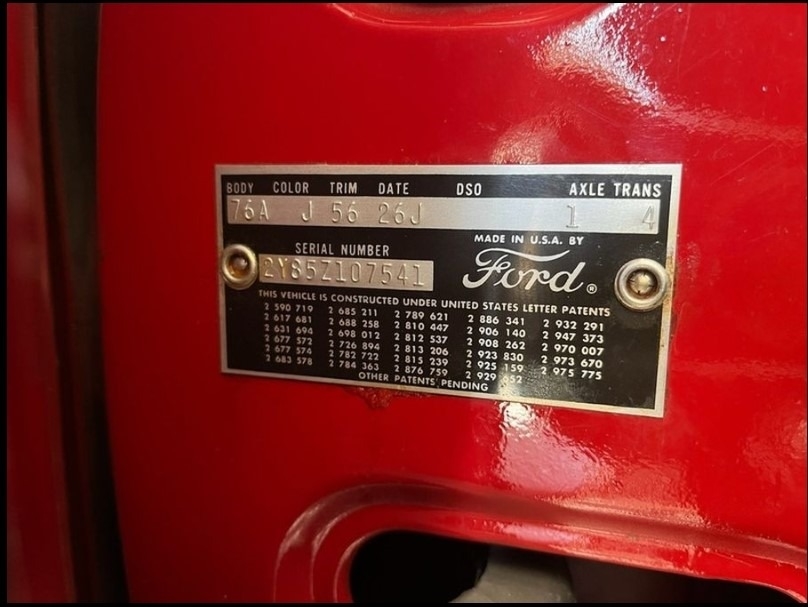 BODY COLOR TRIM DATE DSO AXLE TRANS
76A J 56 26J 1 4
SERIAL NUMBER
2Y85Z107541
MADE IN U.S.A. BY
Ford ®
THIS VEHICLE IS CONSTRUCTED UNDER UNITED STATES LETTER PATENTS
2 590 719 2 685 211 2 789 621 2 886 341 2 932 291
2 617 681 2 688 258 2 810 447 2 906 140 2 947 373
2 631 694 2 698 012 2 812 537 2 908 262 2 970 007
2 677 572 2 726 894 2 813 206 2 923 830 2 973 670
2 677 574 2 782 722 2 815 239 2 925 159 2 975 775
2 683 578 2 784 363 2 876 759 2 929
OTHER PATENTS PENDING